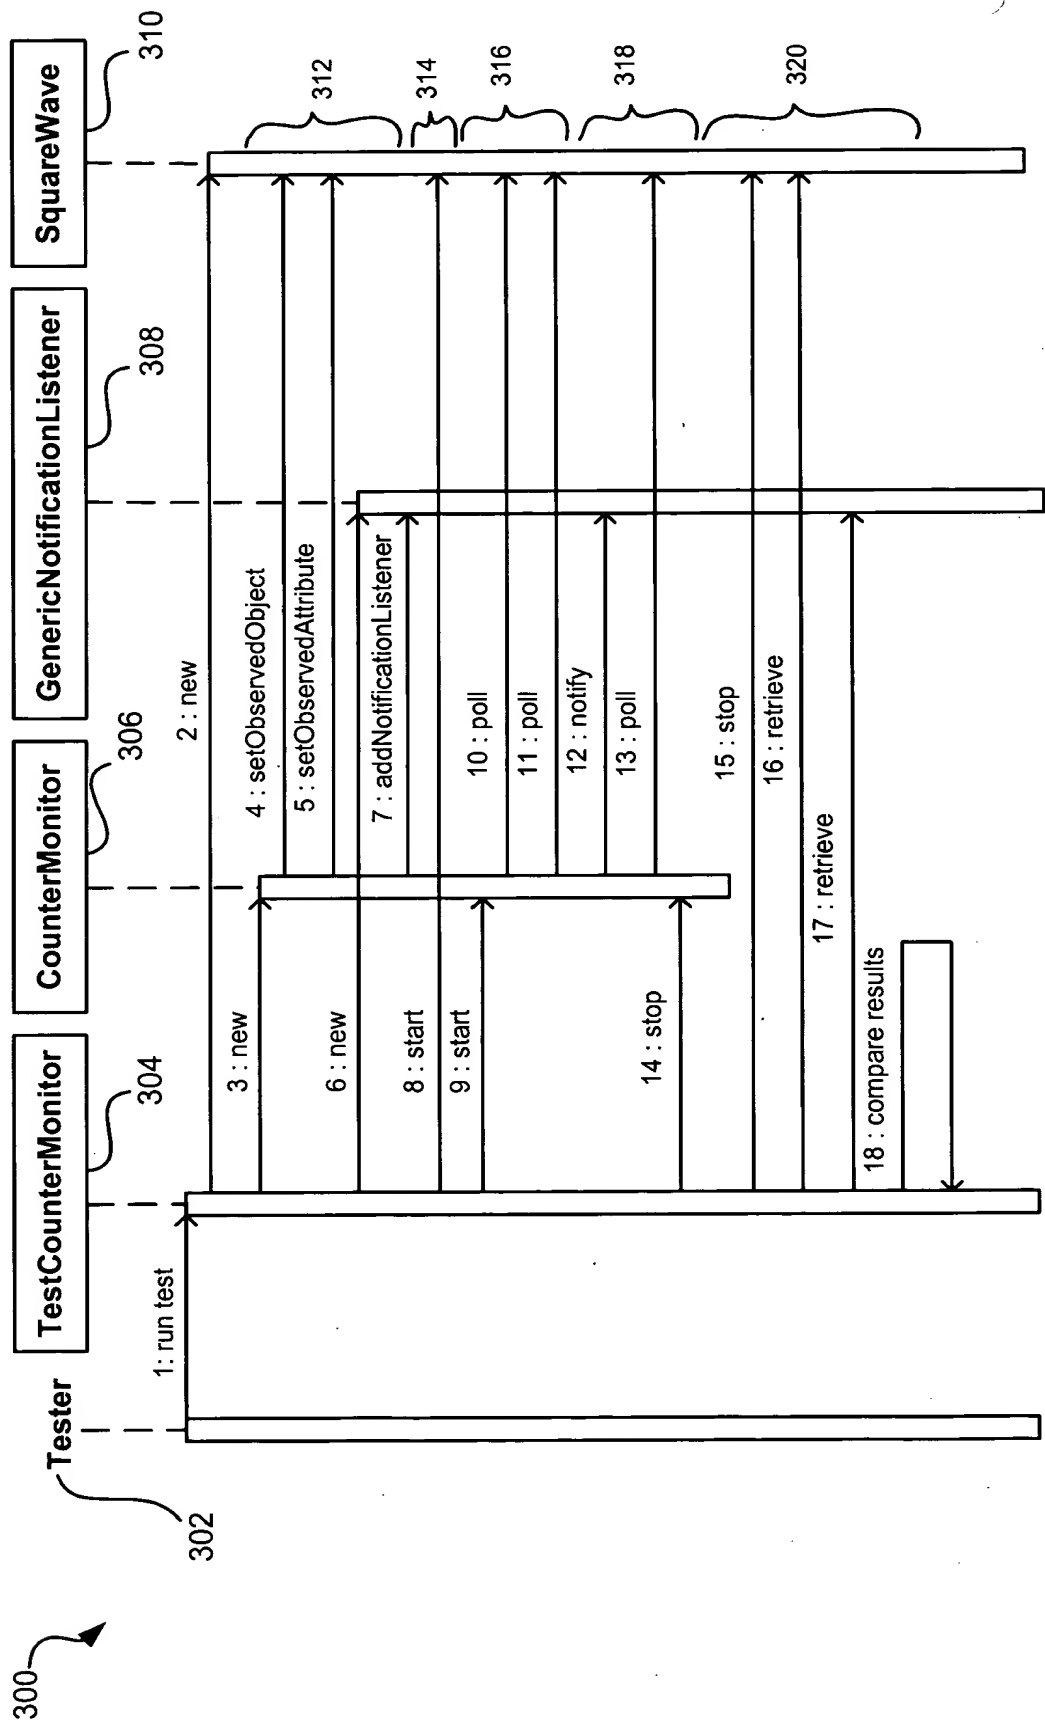 300
302
Tester
TestCounterMonitor
304
CounterMonitor
306
GenericNotificationListener
308
SquareWave
310
1: run test
2 : new
3 : new
4 : setObservedObject
5 : setObservedAttribute
6 : new
7 : addNotificationListener
8 : start
9 : start
10 : poll
11 : poll
12 : notify
13 : poll
14 : stop
15 : stop
16 : retrieve
17 : retrieve
18 : compare results
312
314
316
318
320